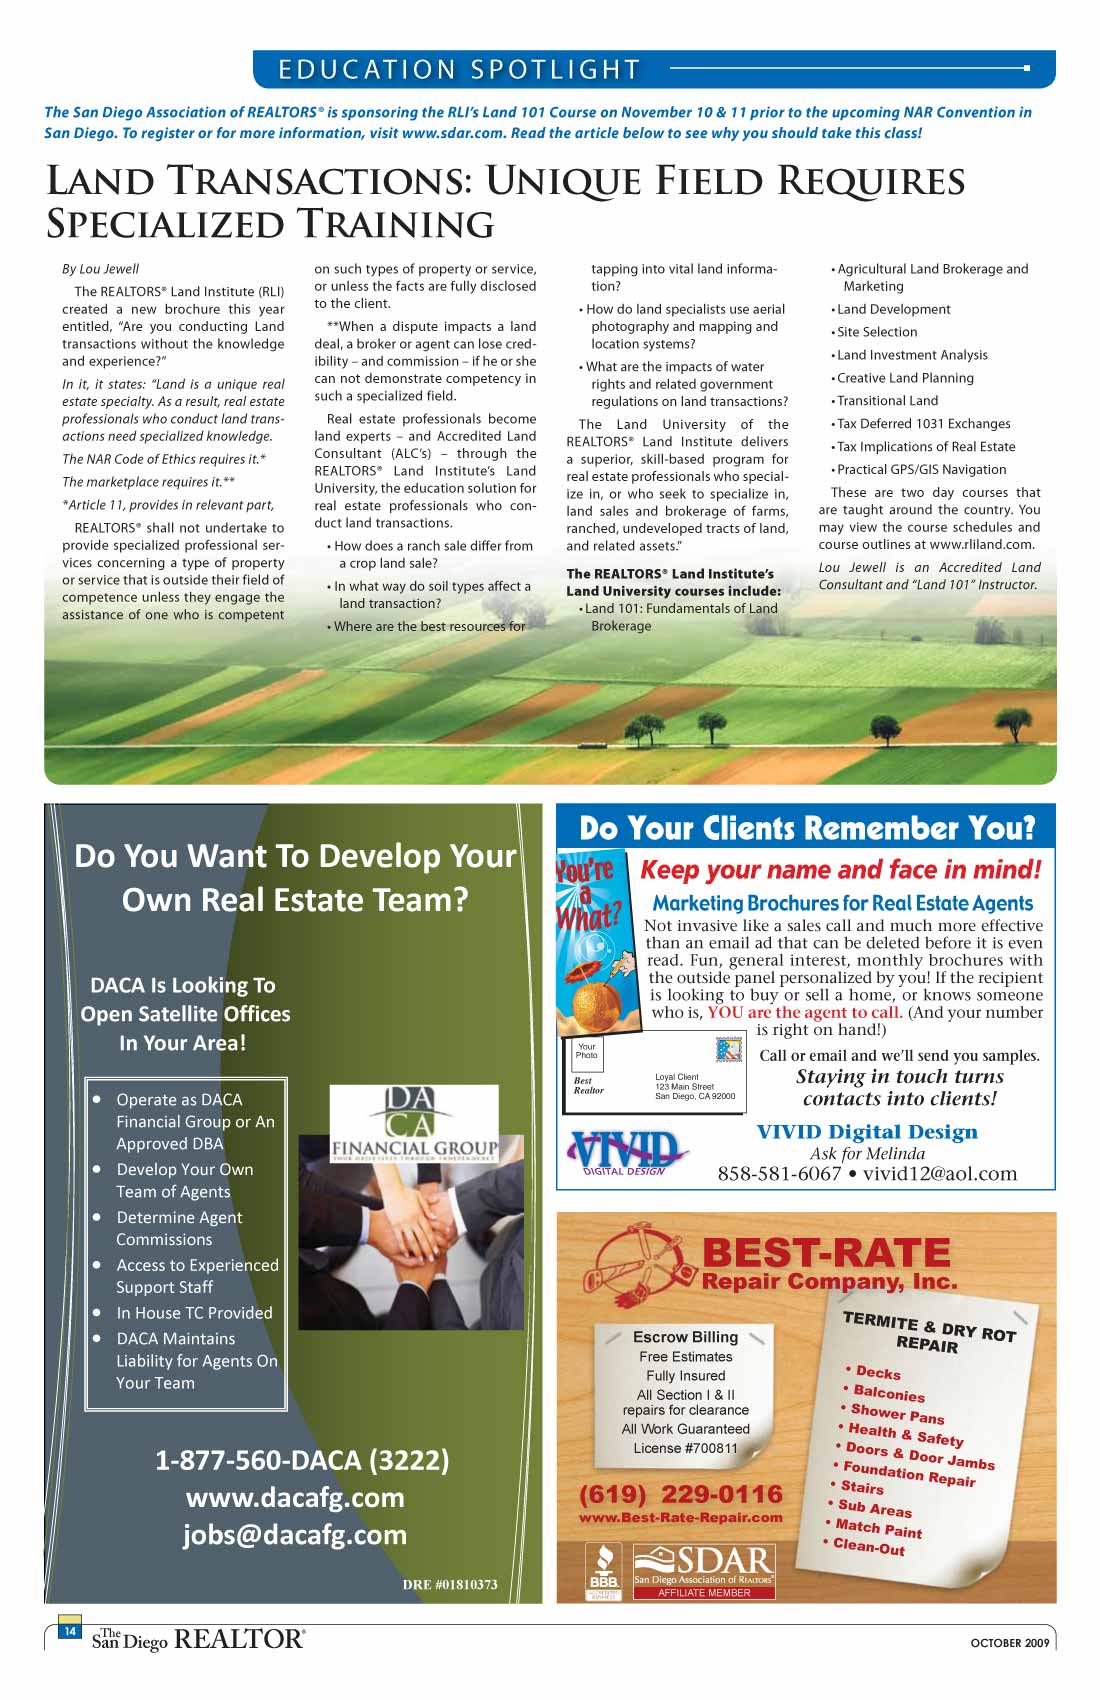 EDUCATION SPOTLIGHT
The San Diego Association of REALTORS® is sponsoring the RLI's Land 101 Course on November 10 & 11 prior to the upcoming NAR Convention in
San Diego. To register or for more information, visit www.sdar.com. Read the article below to see why you should take this class!
LAND TRANSACTIONS: UNIQUE FIELD REQUIRES
SPECIALIZED TRAINING
By Lou Jewell
The REALTORS® Land Institute (RLI)
created a new brochure this year
entitled, “Are you conducting Land
transactions without the knowledge
and experience?”
In it, it states: “Land is a unique real
estate specialty. As a result, real estate
professionals who conduct land trans-
actions need specialized knowledge.
The NAR Code of Ethics requires it.*
The marketplace requires it.**
*Article 11, provides in relevant part,
REALTORS® shall not undertake to
provide specialized professional ser-
vices concerning a type of property
or service that is outside their field of
competence unless they engage the
assistance of one who is competent
on such types of property or service,
or unless the facts are fully disclosed
to the client.
**When a dispute impacts a land
deal, a broker or agent can lose cred-
ibility – and commission – if he or she
can not demonstrate competency in
such a specialized field.
Real estate professionals become
land experts – and Accredited Land
Consultant (ALC's) – through the
REALTORS® Land Institute's Land
University, the education solution for
real estate professionals who con-
duct land transactions.
• How does a ranch sale differ from
a crop land sale?
• In what way do soil types affect a
land transaction?
• Where are the best resources for
tapping into vital land informa-
tion?
• How do land specialists use aerial
photography and mapping and
location systems?
• What are the impacts of water
rights and related government
regulations on land transactions?
The Land University of the
REALTORS® Land Institute delivers
a superior, skill-based program for
real estate professionals who special-
ize in, or who seek to specialize in,
land sales and brokerage of farms,
ranched, undeveloped tracts of land,
and related assets.”
The REALTORS® Land Institute's
Land University courses include:
• Land 101: Fundamentals of Land
Brokerage
• Agricultural Land Brokerage and
Marketing
• Land Development
• Site Selection
• Land Investment Analysis
• Creative Land Planning
• Transitional Land
• Tax Deferred 1031 Exchanges
• Tax Implications of Real Estate
• Practical GPS/GIS Navigation
These are two day courses that
are taught around the country. You
may view the course schedules and
course outlines at www.rliland.com.
Lou Jewell is an Accredited Land
Consultant and “Land 101” Instructor.
Do You Want To Develop Your
Own Real Estate Team?
DACA Is Looking To
Open Satellite Offices
In Your Area!
• Operate as DACA
Financial Group or An
Approved DBA
• Develop Your Own
Team of Agents
• Determine Agent
Commissions
• Access to Experienced
Support Staff
• In House TC Provided
• DACA Maintains
Liability for Agents On
Your Team
DA
CA
FINANCIAL GROUP
YOUR OBJECTIVES THROUGH INDEPENDENCE
1-877-560-DACA (3222)
www.dacafg.com
jobs@dacafg.com
DRE #01810373
Do Your Clients Remember You?
You're
a
What?
Keep your name and face in mind!
Marketing Brochures for Real Estate Agents
Not invasive like a sales call and much more effective
than an email ad that can be deleted before it is even
read. Fun, general interest, monthly brochures with
the outside panel personalized by you! If the recipient
is looking to buy or sell a home, or knows someone
who is, YOU are the agent to call. (And your number
is right on hand!)
Your
Photo
Best
Realtor
Loyal Client
123 Main Street
San Diego, CA 92000
Call or email and we'll send you samples.
Staying in touch turns
contacts into clients!
VIVID
DIGITAL DESIGN
VIVID Digital Design
Ask for Melinda
858-581-6067 • vivid12@aol.com
BEST-RATE
Repair Company, Inc.
Escrow Billing
Free Estimates
Fully Insured
All Section I & II
repairs for clearance
All Work Guaranteed
License #700811
(619) 229-0116
www.Best-Rate-Repair.com
BBB.
ACCREDITED
BUSINESS
SDAR
San Diego Association of REALTORS®
AFFILIATE MEMBER
TERMITE & DRY ROT
REPAIR
• Decks
• Balconies
• Shower Pans
• Health & Safety
• Doors & Door Jambs
• Foundation Repair
• Stairs
• Sub Areas
• Match Paint
• Clean-Out
14
The San Diego REALTOR®
OCTOBER 2009